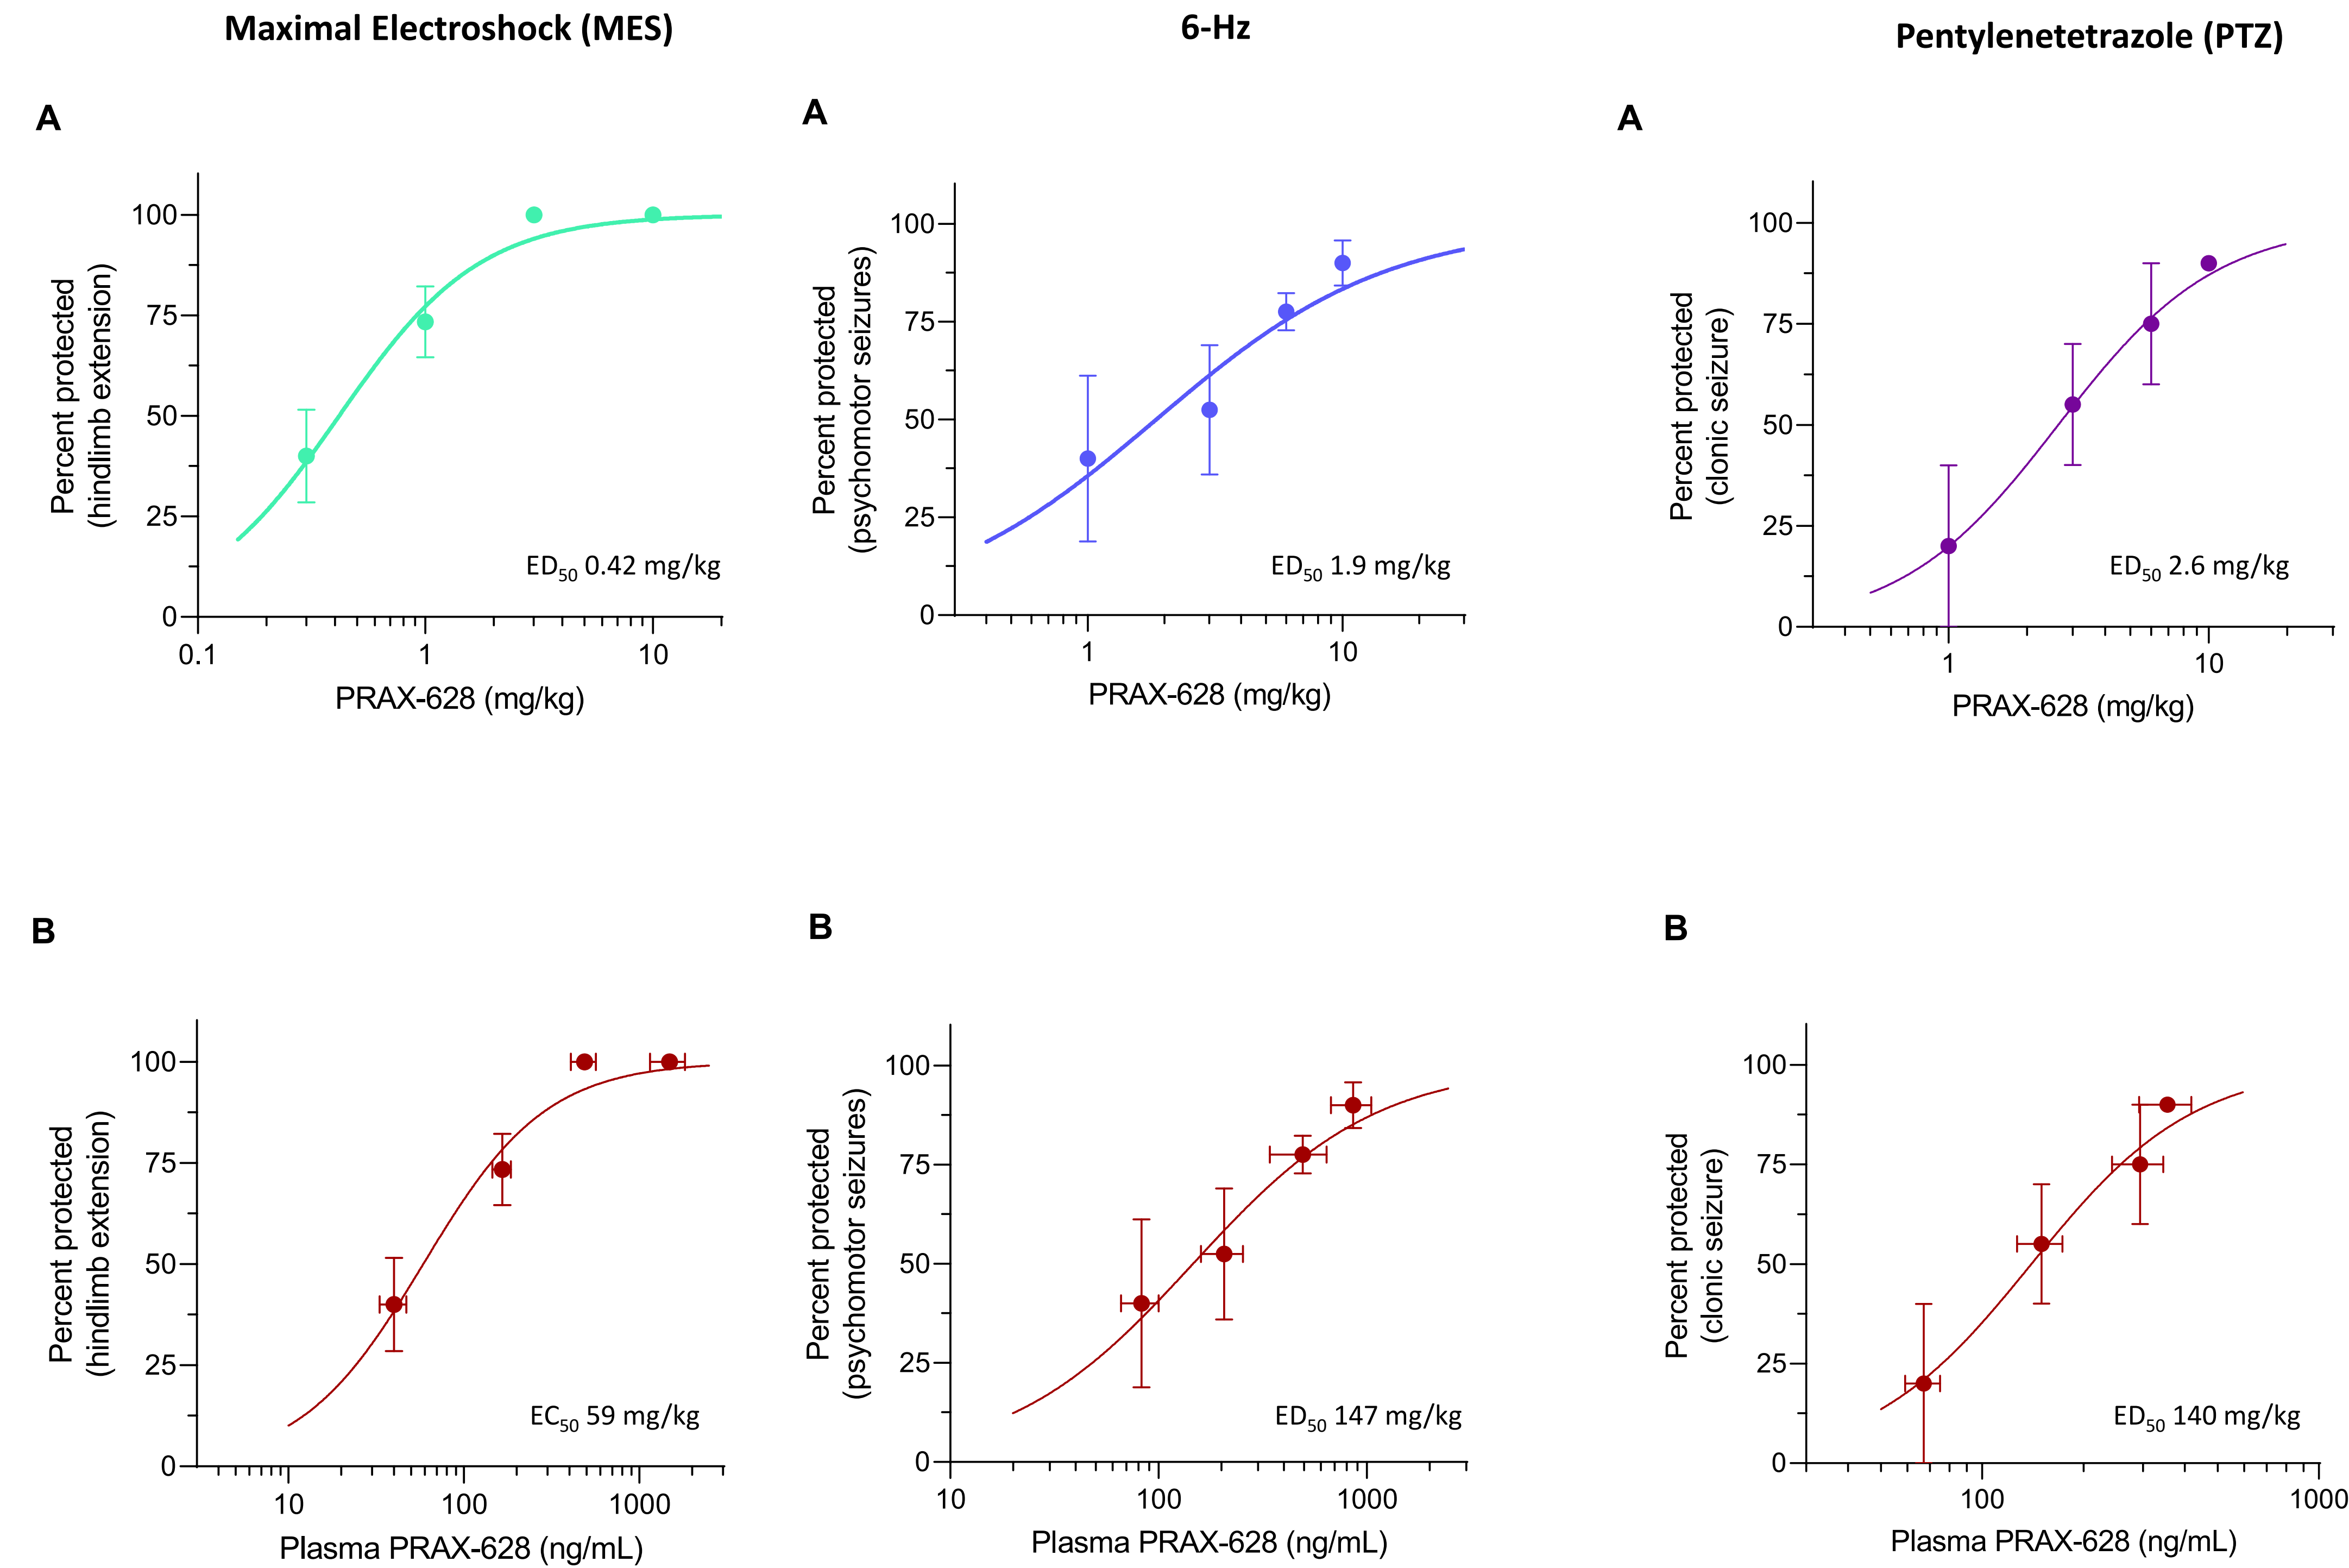 Maximal Electroshock (MES)
6-Hz
Pentylenetetrazole (PTZ)
A
Percent protected
(hindlimb extension)
100
75
50
25
0
ED50 0.42 mg/kg
0.1 1 10
PRAX-628 (mg/kg)
A
Percent protected
(psychomotor seizures)
100
75
50
25
0
ED50 1.9 mg/kg
1 10
PRAX-628 (mg/kg)
A
Percent protected
(clonic seizure)
100
75
50
25
0
ED50 2.6 mg/kg
1 10
PRAX-628 (mg/kg)
B
Percent protected
(hindlimb extension)
100
75
50
25
0
EC50 59 mg/kg
10 100 1000
Plasma PRAX-628 (ng/mL)
B
Percent protected
(psychomotor seizures)
100
75
50
25
0
ED50 147 mg/kg
10 100 1000
Plasma PRAX-628 (ng/mL)
B
Percent protected
(clonic seizure)
100
75
50
25
0
ED50 140 mg/kg
100 1000
Plasma PRAX-628 (ng/mL)